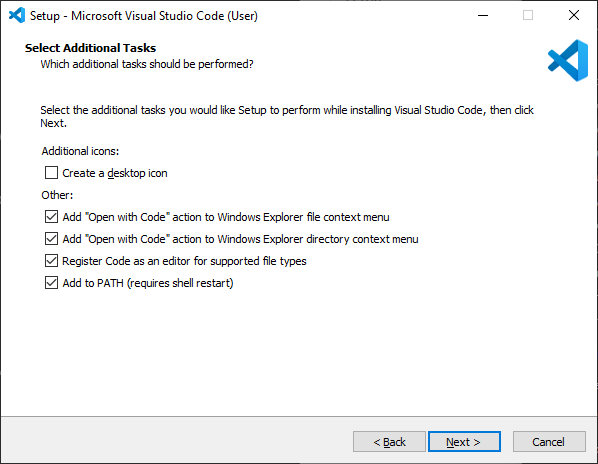 Setup - Microsoft Visual Studio Code (User)
Select Additional Tasks
Which additional tasks should be performed?
Select the additional tasks you would like Setup to perform while installing Visual Studio Code, then click
Next.
Additional icons:
Create a desktop icon
Other:
Add "Open with Code" action to Windows Explorer file context menu
Add "Open with Code" action to Windows Explorer directory context menu
Register Code as an editor for supported file types
Add to PATH (requires shell restart)
< Back Next > Cancel